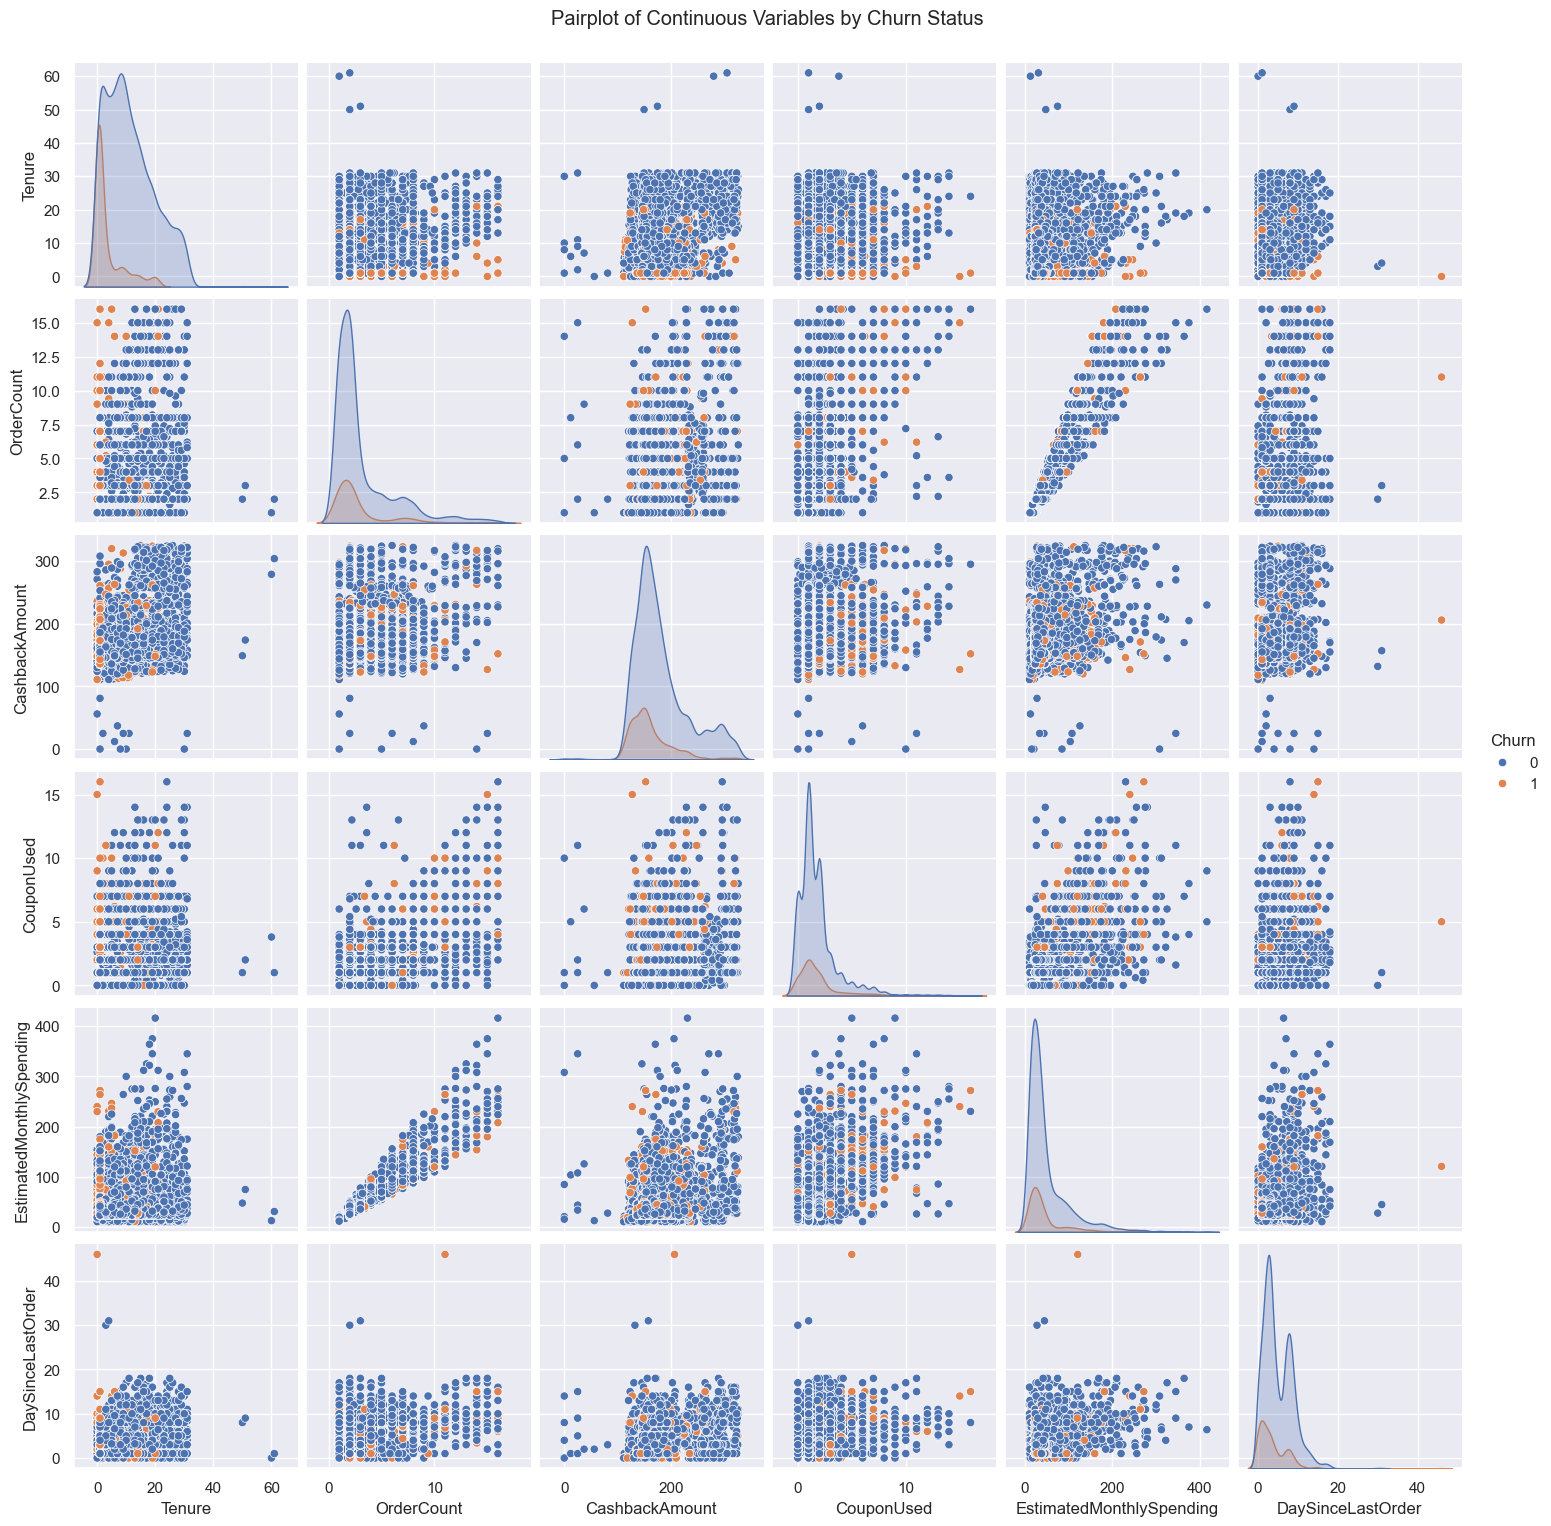 Pairplot of Continuous Variables by Churn Status
60
50
40
30
20
10
0
Tenure
15.0
12.5
10.0
7.5
5.0
2.5
OrderCount
300
200
100
0
CashbackAmount
15
10
5
0
CouponUsed
400
300
200
100
0
EstimatedMonthlySpending
40
30
20
10
0
DaySinceLastOrder
0 20 40 60
Tenure
0 10
OrderCount
0 200
CashbackAmount
0 10
CouponUsed
0 200 400
EstimatedMonthlySpending
0 20 40
DaySinceLastOrder
Churn
0
1